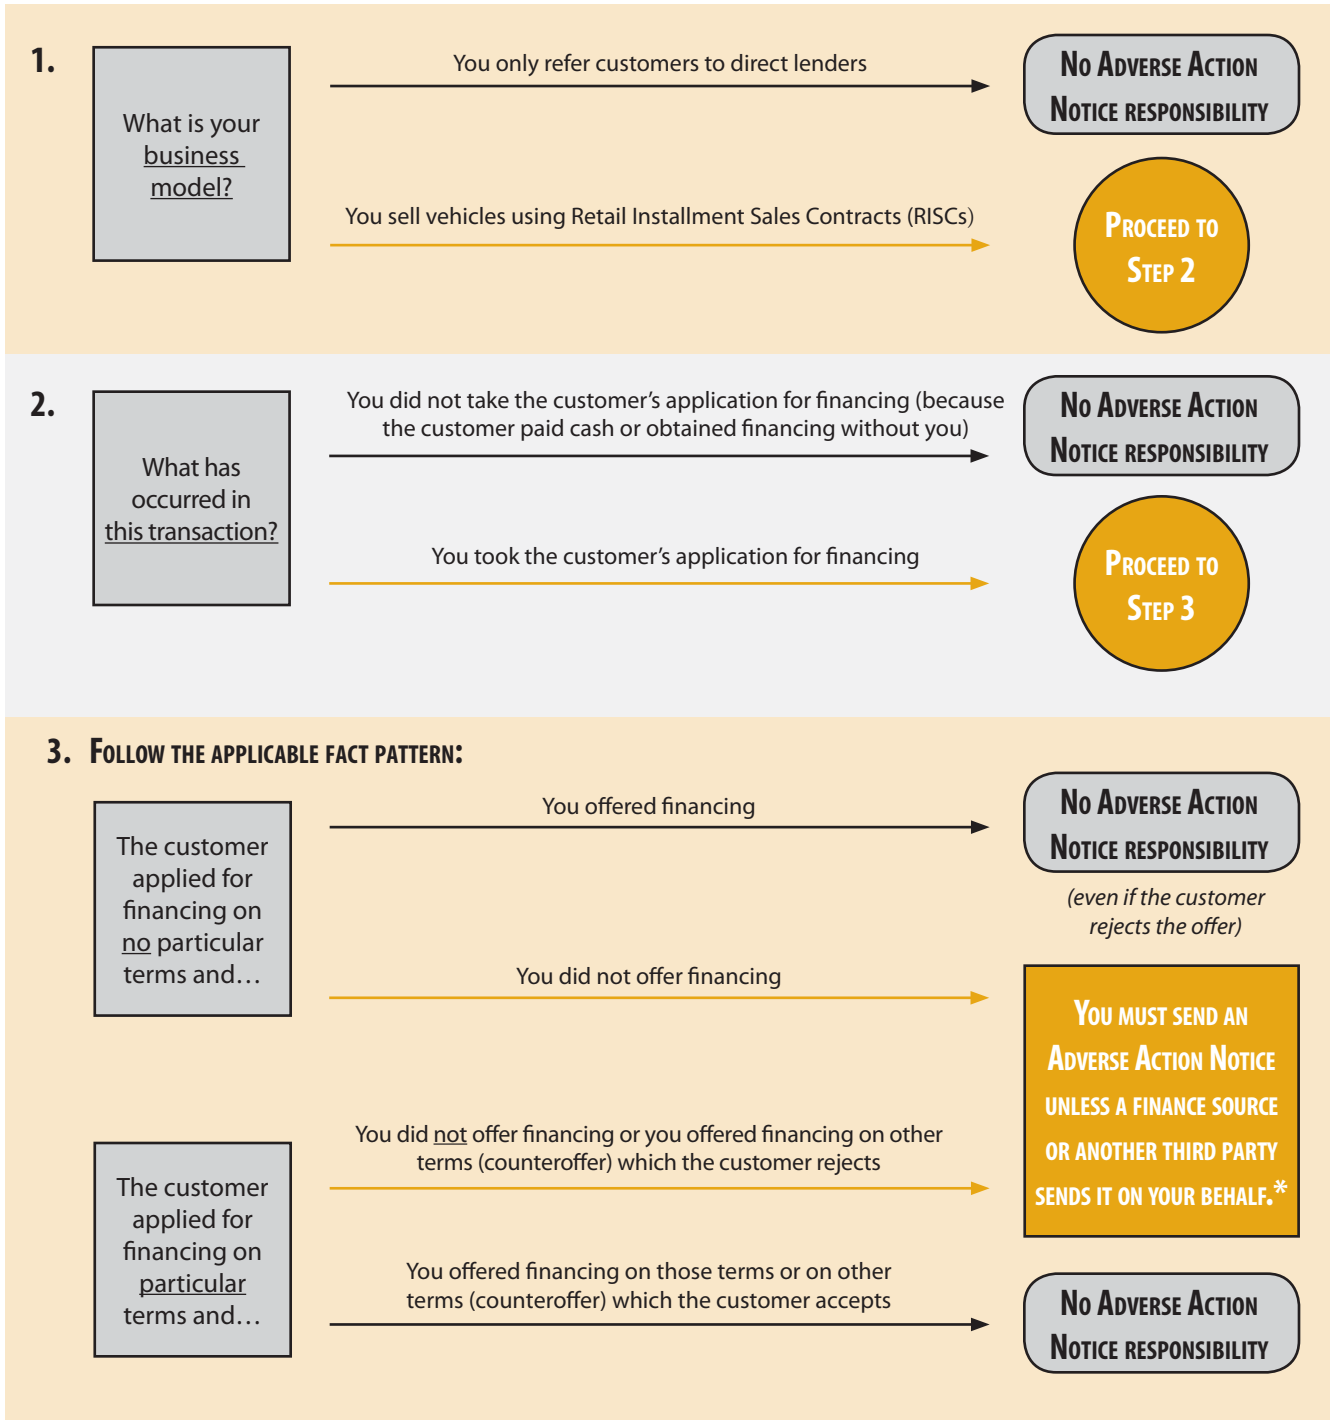 1.
What is your
business
model?
You only refer customers to direct lenders
No Adverse Action
Notice responsibility
You sell vehicles using Retail Installment Sales Contracts (RISCs)
Proceed to
Step 2
2.
What has
occurred in
this transaction?
You did not take the customer’s application for financing (because
the customer paid cash or obtained financing without you)
No Adverse Action
Notice responsibility
You took the customer’s application for financing
Proceed to
Step 3
3. Follow the applicable fact pattern:
The customer
applied for
financing on
no particular
terms and…
You offered financing
No Adverse Action
Notice responsibility
(even if the customer
rejects the offer)
You did not offer financing
You must send an
Adverse Action Notice
unless a finance source
or another third party
sends it on your behalf.*
The customer
applied for
financing on
particular
terms and…
You did not offer financing or you offered financing on other
terms (counteroffer) which the customer rejects
You offered financing on those terms or on other
terms (counteroffer) which the customer accepts
No Adverse Action
Notice responsibility